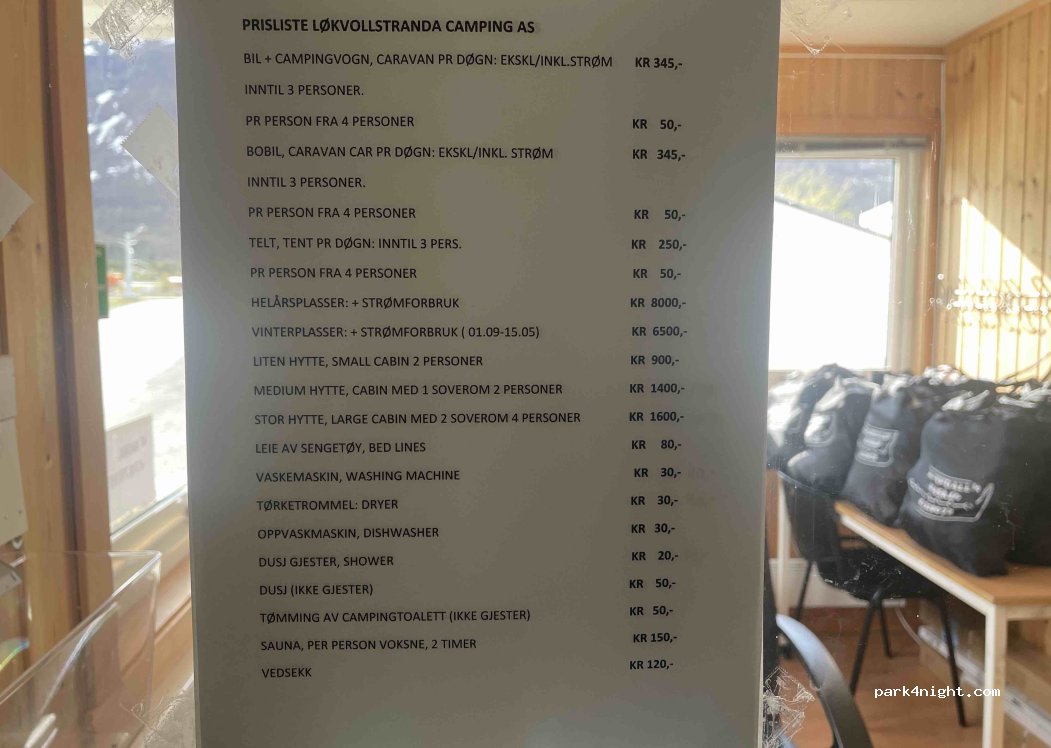 PRISLISTE LØKVOLLSTRANDA CAMPING AS
BIL + CAMPINGVOGN, CARAVAN PR DØGN: EKSKL/INKL.STRØM KR 345,-
INNTIL 3 PERSONER.
PR PERSON FRA 4 PERSONER KR 50,-
BOBIL, CARAVAN CAR PR DØGN: EKSKL/INKL. STRØM KR 345,-
INNTIL 3 PERSONER.
PR PERSON FRA 4 PERSONER KR 50,-
TELT, TENT PR DØGN: INNTIL 3 PERS. KR 250,-
PR PERSON FRA 4 PERSONER KR 50,-
HELÅRSPLASSER: + STRØMFORBRUK KR 8000,-
VINTERPLASSER: + STRØMFORBRUK ( 01.09-15.05) KR 6500,-
LITEN HYTTE, SMALL CABIN 2 PERSONER KR 900,-
MEDIUM HYTTE, CABIN MED 1 SOVEROM 2 PERSONER KR 1400,-
STOR HYTTE, LARGE CABIN MED 2 SOVEROM 4 PERSONER KR 1600,-
LEIE AV SENGETØY, BED LINES KR 80,-
VASKEMASKIN, WASHING MACHINE KR 30,-
TØRKETROMMEL: DRYER KR 30,-
OPPVASKMASKIN, DISHWASHER KR 30,-
DUSJ GJESTER, SHOWER KR 20,-
DUSJ (IKKE GJESTER) KR 50,-
TØMMING AV CAMPINGTOALETT (IKKE GJESTER) KR 50,-
SAUNA, PER PERSON VOKSNE, 2 TIMER KR 150,-
VEDSEKK KR 120,-
park4night.com